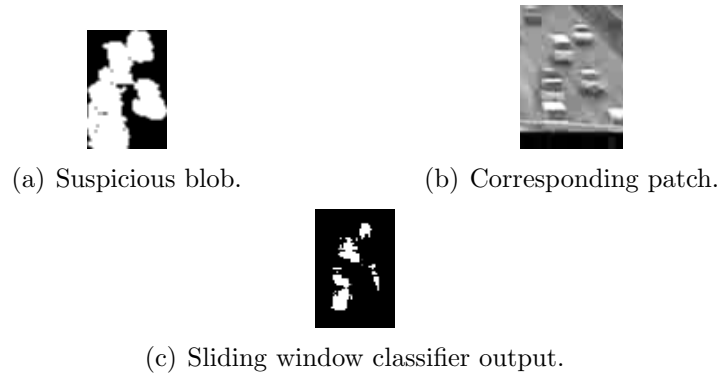 (a) Suspicious blob.
(b) Corresponding patch.
(c) Sliding window classifier output.